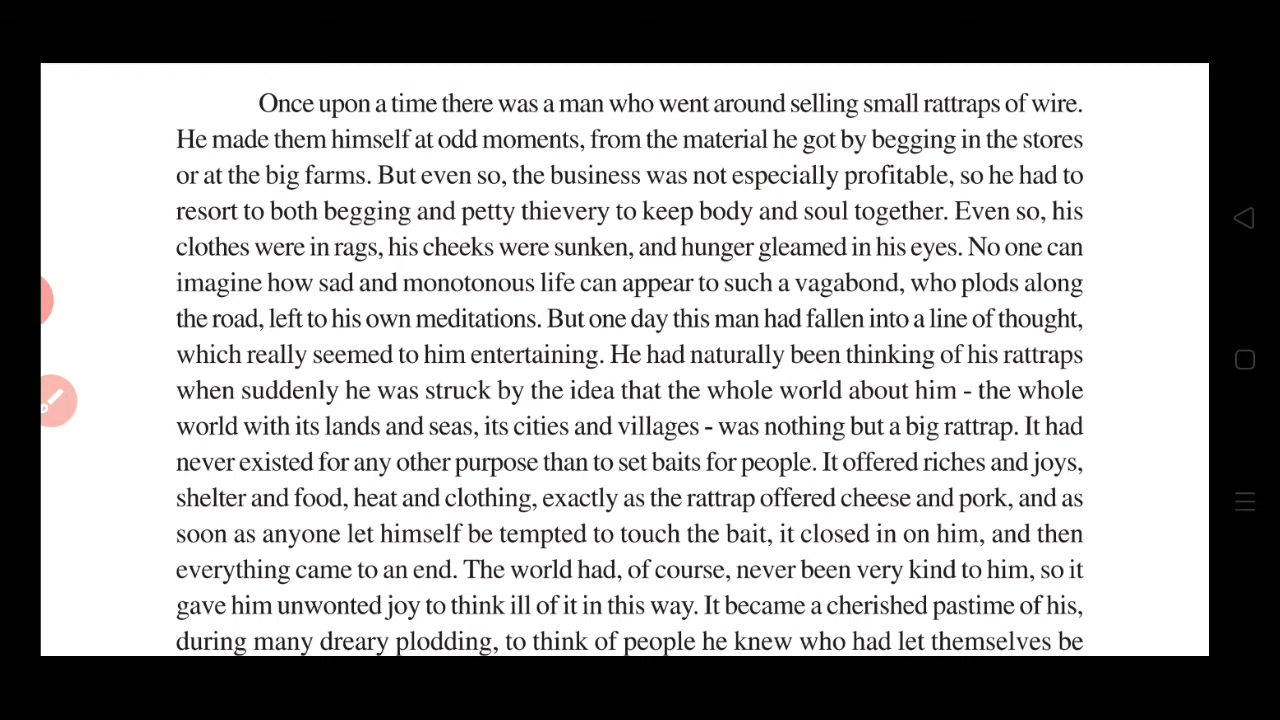 Once upon a time there was a man who went around selling small rattraps of wire.
He made them himself at odd moments, from the material he got by begging in the stores
or at the big farms. But even so, the business was not especially profitable, so he had to
resort to both begging and petty thievery to keep body and soul together. Even so, his
clothes were in rags, his cheeks were sunken, and hunger gleamed in his eyes. No one can
imagine how sad and monotonous life can appear to such a vagabond, who plods along
the road, left to his own meditations. But one day this man had fallen into a line of thought,
which really seemed to him entertaining. He had naturally been thinking of his rattraps
when suddenly he was struck by the idea that the whole world about him - the whole
world with its lands and seas, its cities and villages - was nothing but a big rattrap. It had
never existed for any other purpose than to set baits for people. It offered riches and joys,
shelter and food, heat and clothing, exactly as the rattrap offered cheese and pork, and as
soon as anyone let himself be tempted to touch the bait, it closed in on him, and then
everything came to an end. The world had, of course, never been very kind to him, so it
gave him unwonted joy to think ill of it in this way. It became a cherished pastime of his,
during many dreary plodding, to think of people he knew who had let themselves be